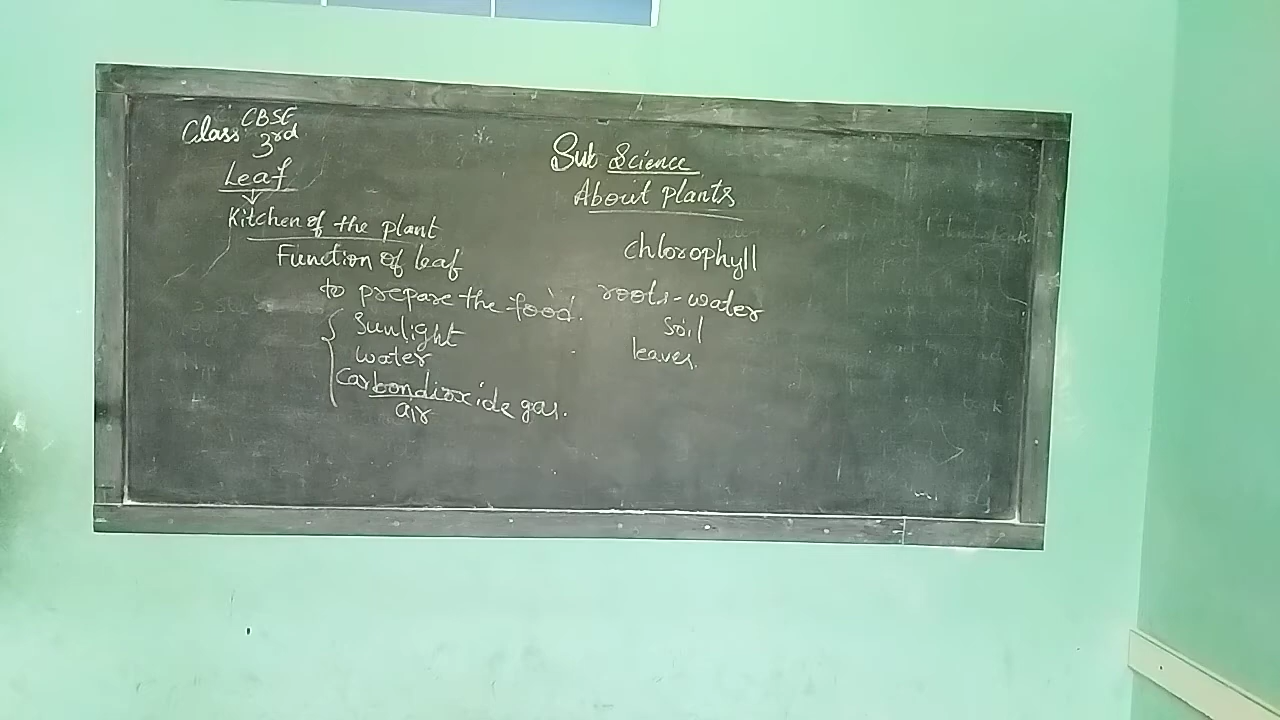 CBSE
Class 3rd
Sub Science
About plants
Leaf
Kitchen of the plant
Function of leaf
to prepare the food.
Sunlight
water
Carbondioxide gas.
air
chlorophyll
roots-water
soil
leaves.